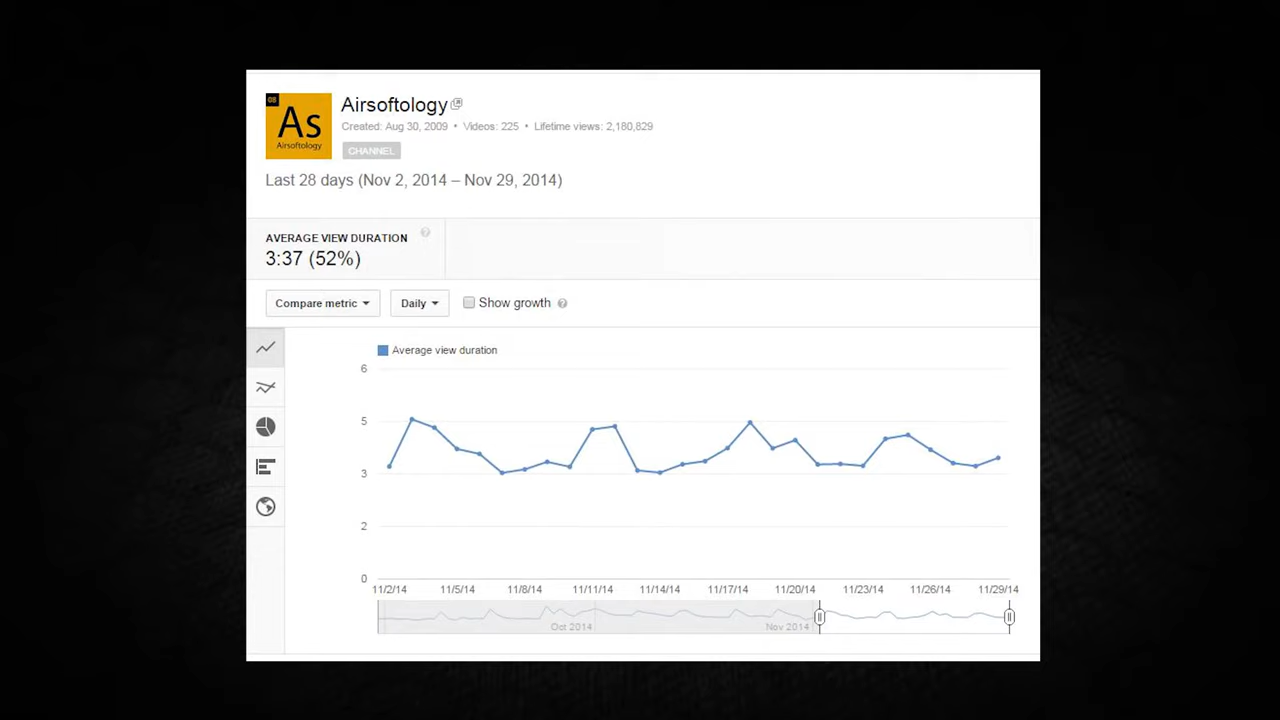 08
As
Airsoftology
Airsoftology
Created: Aug 30, 2009 • Videos: 225 • Lifetime views: 2,180,829
CHANNEL
Last 28 days (Nov 2, 2014 – Nov 29, 2014)
AVERAGE VIEW DURATION ?
3:37 (52%)
Compare metric Daily Show growth ?
Average view duration
6
5
3
2
0
11/2/14 11/5/14 11/8/14 11/11/14 11/14/14 11/17/14 11/20/14 11/23/14 11/26/14 11/29/14
Oct 2014 Nov 2014